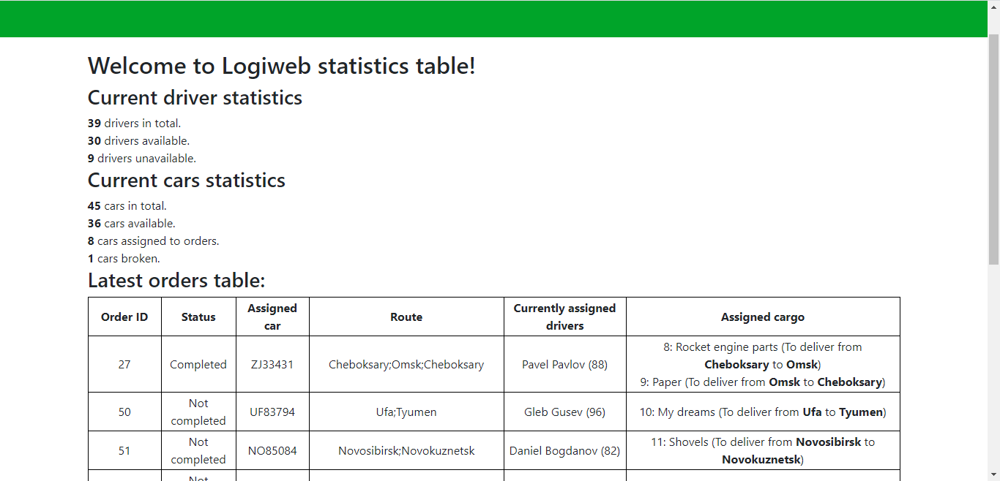 Welcome to Logiweb statistics table!
Current driver statistics
39 drivers in total.
30 drivers available.
9 drivers unavailable.
Current cars statistics
45 cars in total.
36 cars available.
8 cars assigned to orders.
1 cars broken.
Latest orders table:
Order ID Status Assigned car Route Currently assigned drivers Assigned cargo
27 Completed ZJ33431 Cheboksary;Omsk;Cheboksary Pavel Pavlov (88) 8: Rocket engine parts (To deliver from Cheboksary to Omsk)
9: Paper (To deliver from Omsk to Cheboksary)
50 Not completed UF83794 Ufa;Tyumen Gleb Gusev (96) 10: My dreams (To deliver from Ufa to Tyumen)
51 Not completed NO85084 Novosibirsk;Novokuznetsk Daniel Bogdanov (82) 11: Shovels (To deliver from Novosibirsk to Novokuznetsk)
Not